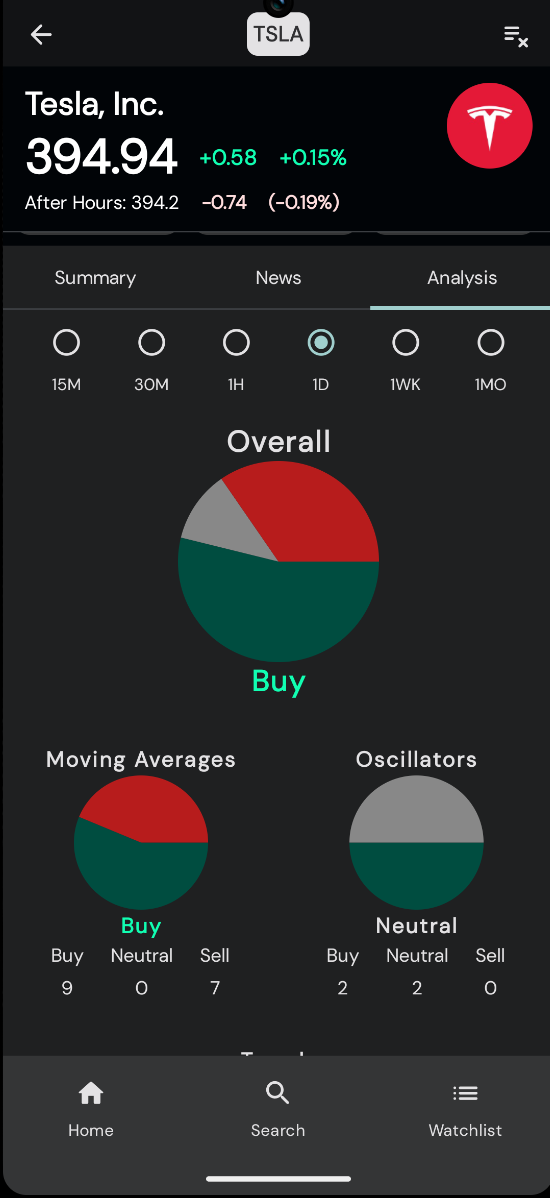 TSLA
Tesla, Inc.
394.94 +0.58 +0.15%
After Hours: 394.2 -0.74 (-0.19%)
Summary News Analysis
15M 30M 1H 1D 1WK 1MO
Overall
Buy
Moving Averages Oscillators
Buy Neutral
Buy Neutral Sell Buy Neutral Sell
9 0 7 2 2 0
Home Search Watchlist